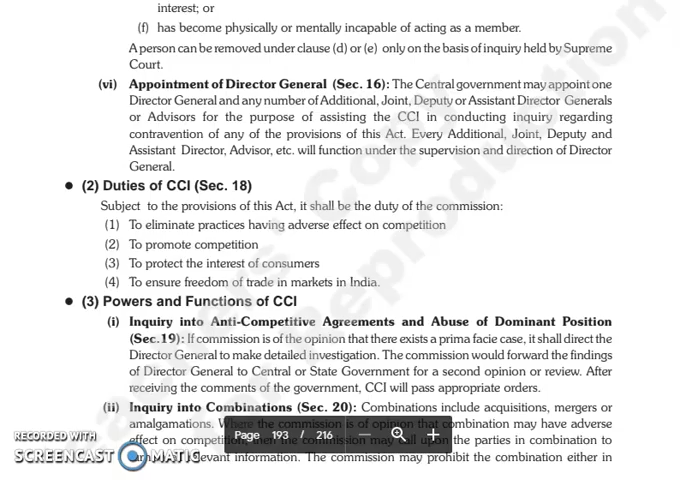 interest; or
(f) has become physically or mentally incapable of acting as a member.
A person can be removed under clause (d) or (e) only on the basis of inquiry held by Supreme
Court.
(vi) Appointment of Director General (Sec. 16): The Central government may appoint one
Director General and any number of Additional, Joint, Deputy or Assistant Director Generals
or Advisors for the purpose of assisting the CCI in conducting inquiry regarding
contravention of any of the provisions of this Act. Every Additional, Joint, Deputy and
Assistant Director, Advisor, etc. will function under the supervision and direction of Director
General.
● (2) Duties of CCI (Sec. 18)
Subject to the provisions of this Act, it shall be the duty of the commission:
(1) To eliminate practices having adverse effect on competition
(2) To promote competition
(3) To protect the interest of consumers
(4) To ensure freedom of trade in markets in India.
● (3) Powers and Functions of CCI
(i) Inquiry into Anti-Competitive Agreements and Abuse of Dominant Position
(Sec.19): If commission is of the opinion that there exists a prima facie case, it shall direct the
Director General to make detailed investigation. The commission would forward the findings
of Director General to Central or State Government for a second opinion or review. After
receiving the comments of the government, CCI will pass appropriate orders.
(ii) Inquiry into Combinations (Sec. 20): Combinations include acquisitions, mergers or
amalgamations. Where the commission is of opinion that combination may have adverse
effect on competition, then the commission may call upon the parties in combination to
relevant information. The commission may prohibit the combination either in
Page 193 / 216 — +
RECORDED WITH
SCREENCAST MATIC